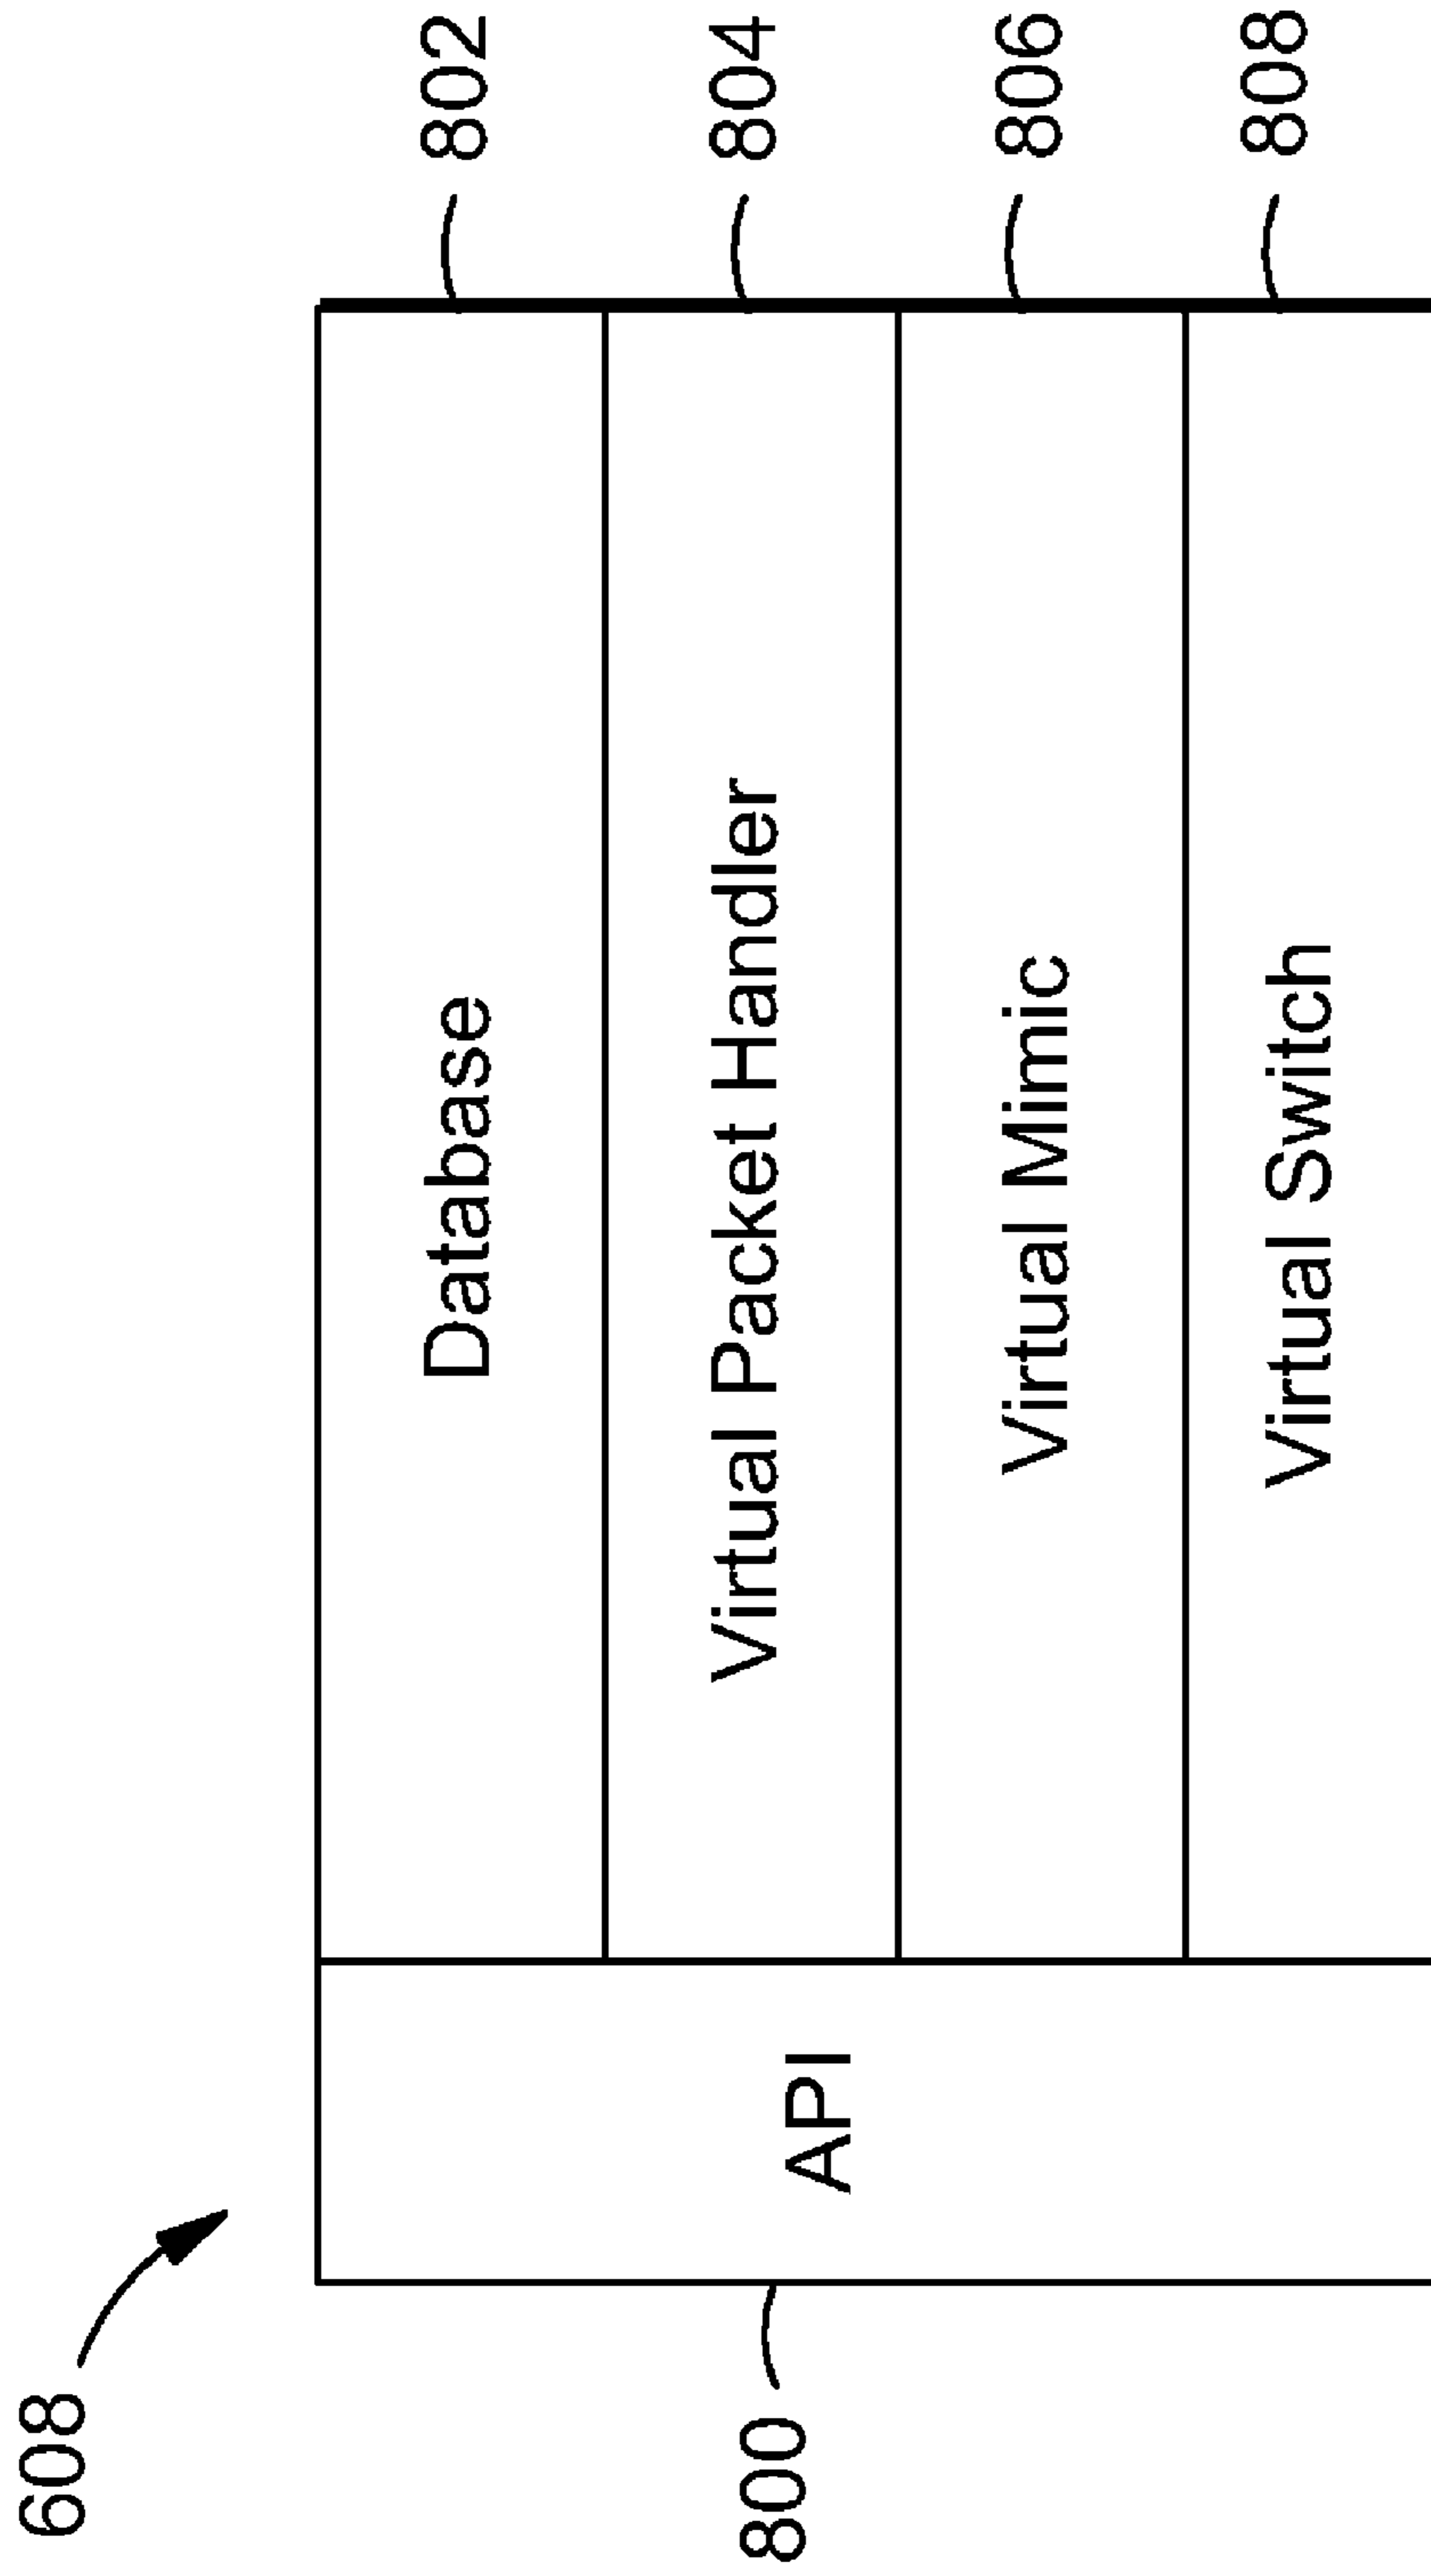 608
Database
802
Virtual Packet Handler
804
800
API
Virtual Mimic
806
Virtual Switch
808